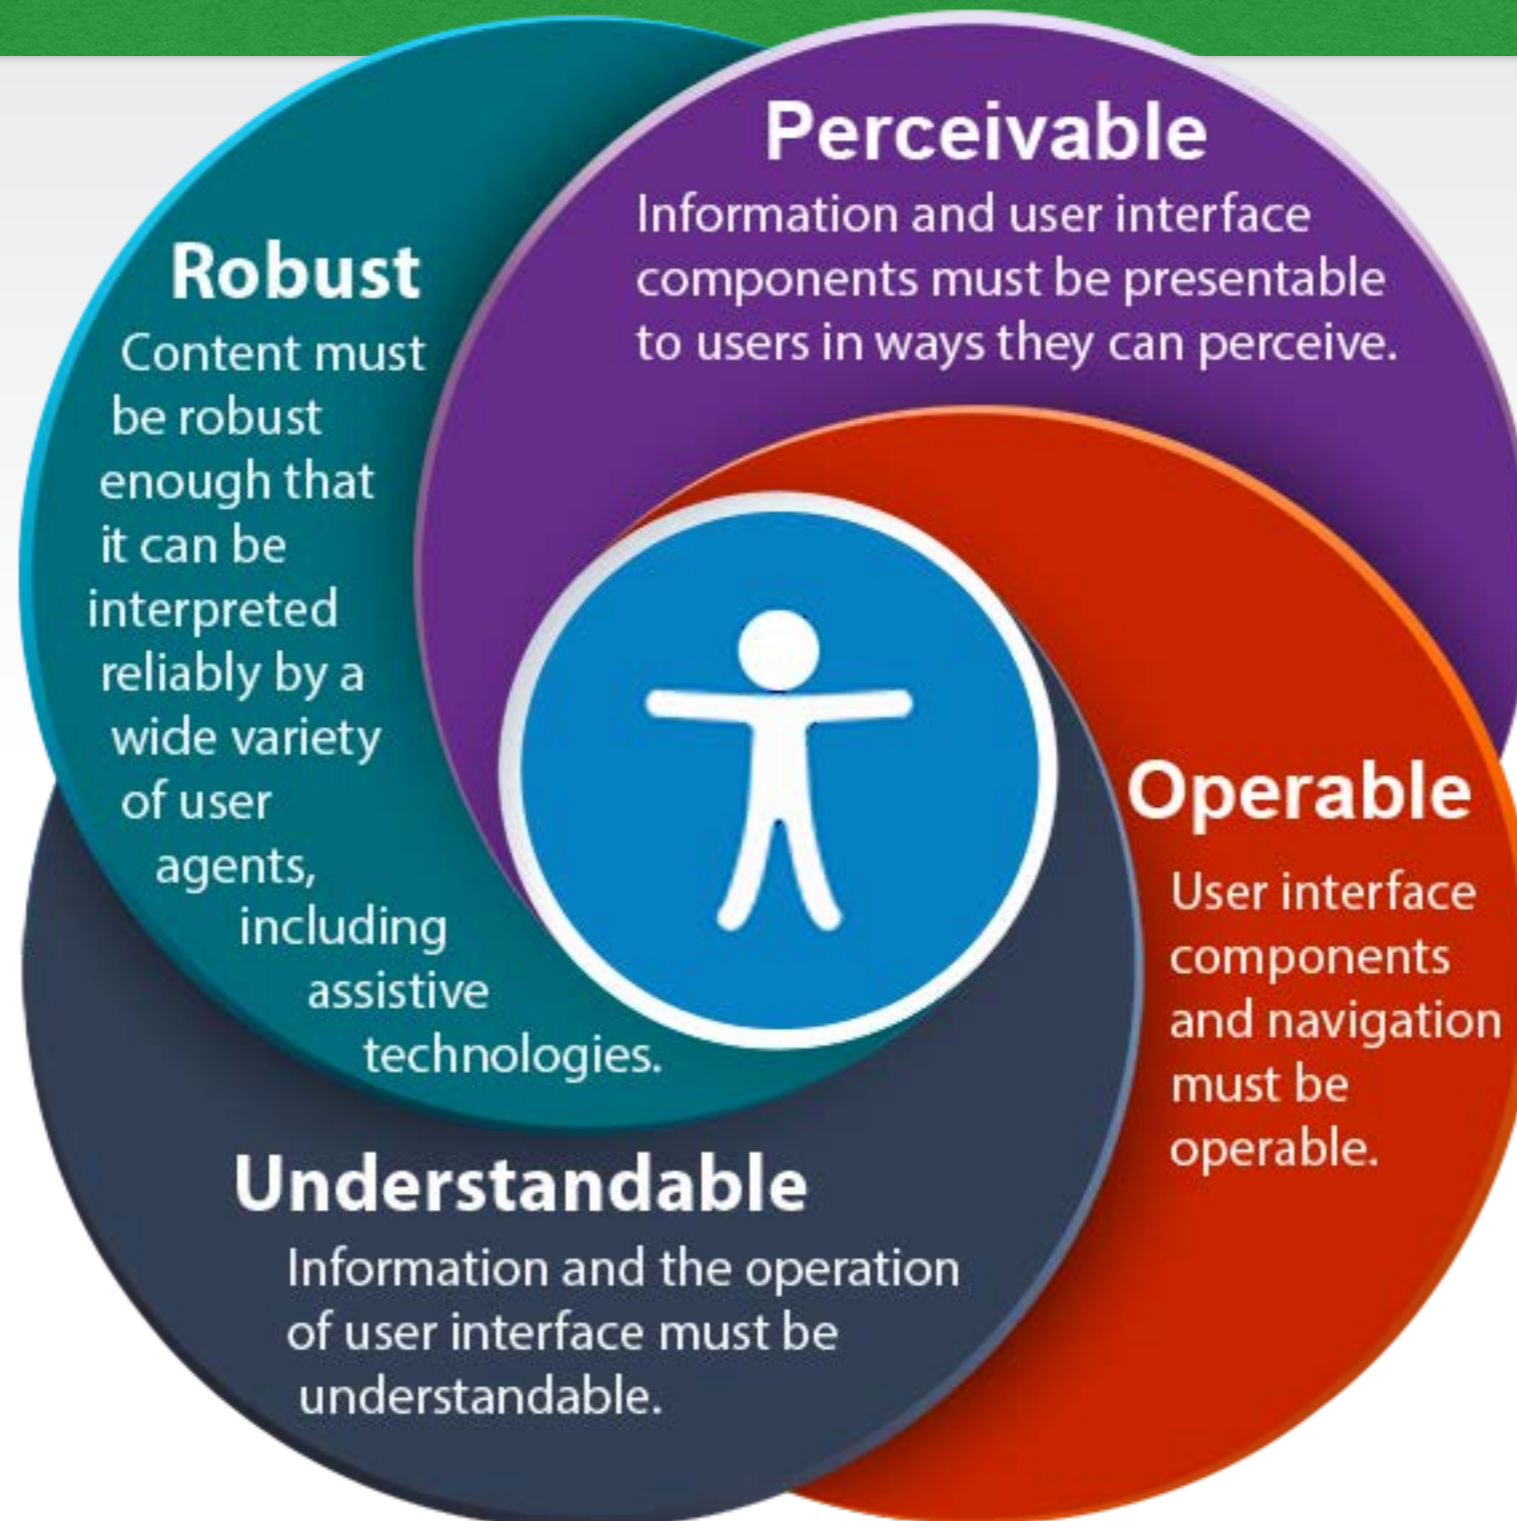 Perceivable
Information and user interface
components must be presentable
to users in ways they can perceive.
Operable
User interface
components
and navigation
must be
operable.
Understandable
Information and the operation
of user interface must be
understandable.
Robust
Content must
be robust
enough that
it can be
interpreted
reliably by a
wide variety
of user
agents,
including
assistive
technologies.